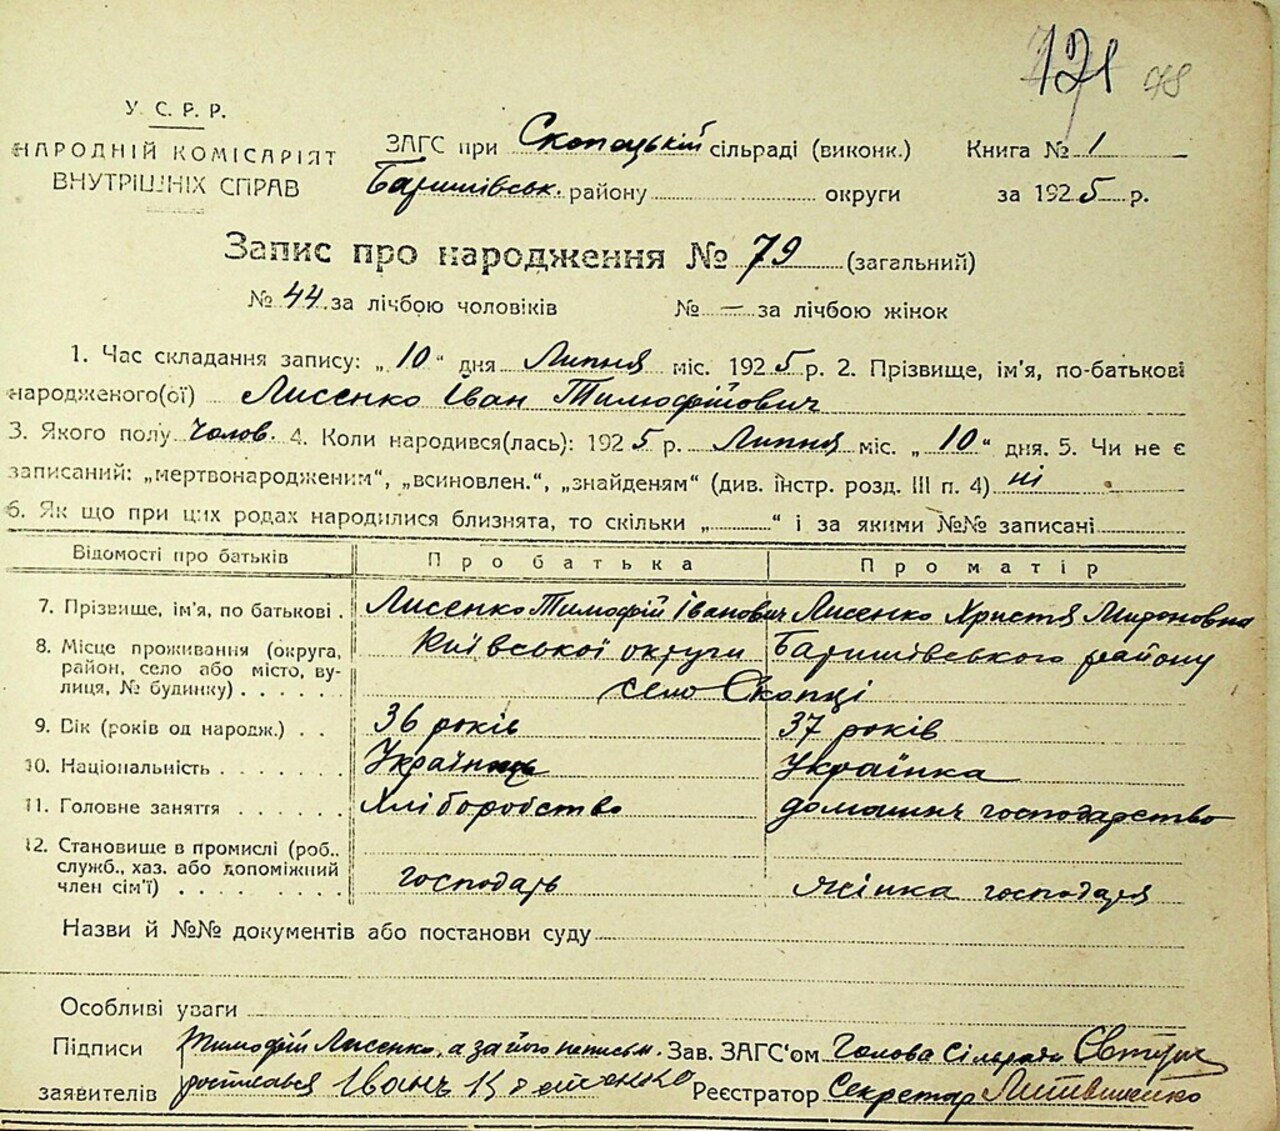 121 78
У. С. Р. Р.
НАРОДНІЙ КОМІСАРІЯТ
ВНУТРІШНІХ СПРАВ
ЗАГС при Скопецькій сільраді (виконк.) Книга № 1
Баришівськ. району округи за 1925 р.
Запис про народження № 79 (загальний)
№ 44 за лічбою чоловіків № — за лічбою жінок
1. Час складання запису: „10“ дня Липня міс. 1925 р. 2. Прізвище, ім'я, по-батькові
народженого(ої) Лисенко Іван Тимофійович
3. Якого полу чолов. 4. Коли народився(лась): 1925 р. Липня міс. „10“ дня. 5. Чи не є
записаний: „мертвонародженим“, „всиновлен.“, „знайденям“ (див. інстр. розд. III п. 4) ні
6. Як що при цих родах народилися близнята, то скільки „ “ і за якими №№ записані
Відомості про батьків Про батька Про матір
7. Прізвище, ім'я, по батькові . Лисенко Тимофій Іванович Лисенко Христя Мироновна
8. Місце проживання (округа, район, село або місто, вулиця, № будинку) . . . . . Київської округи Баришівського району
село Скопці
9. Вік (років од народж.) . . 36 років 37 років
10. Національність . . . . . . . Українець Українка
11. Головне заняття . . . . . . Хліборобство домашнє господарство
12. Становище в промислі (роб., служб., хаз. або допоміжний член сім'ї) . . . . . . . . господарь жінка господаря
Назви й №№ документів або постанови суду
Особливі уваги
Підписи Тимофій Лисенко, а за його неписьм. Зав. ЗАГС'ом Голова Сільради
заявителів росписався Іванъ Реєстратор Секретар Литвиненко